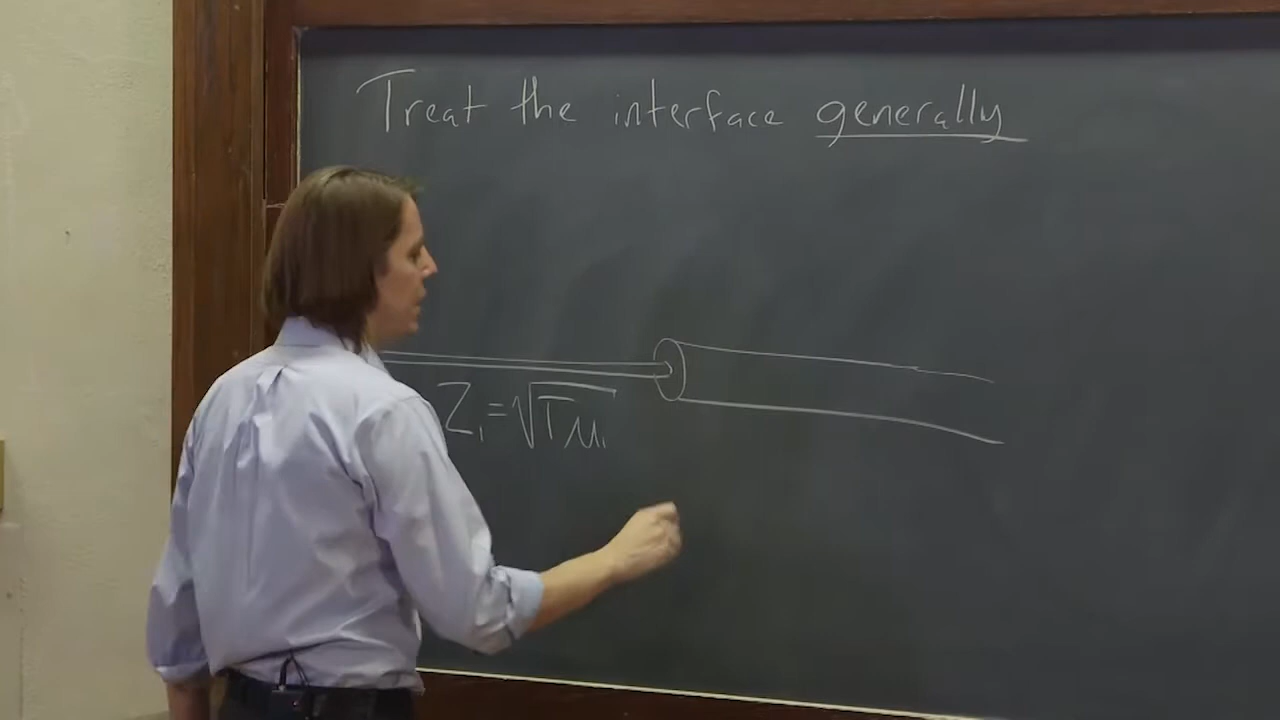 Treat the interface generally
Z₁=√Tμ₁